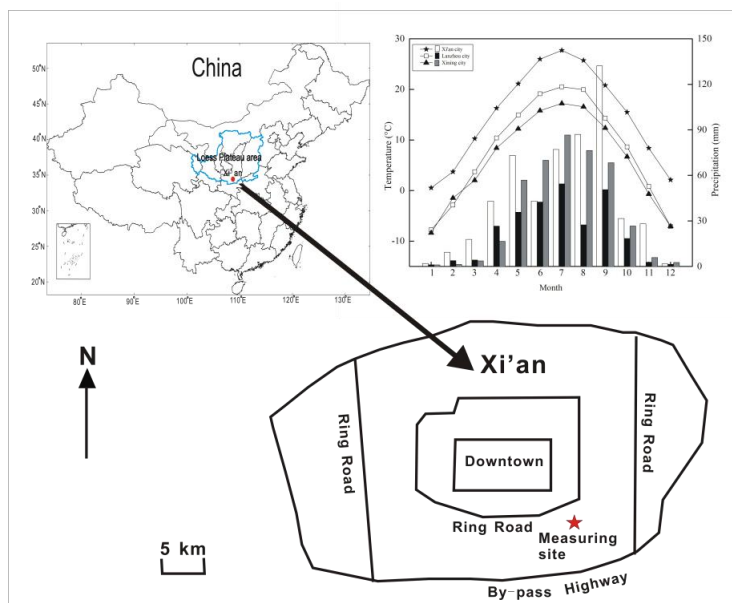 China
50°N
45°N
40°N
35°N
30°N
25°N
20°N
80°E
90°E
100°E
110°E
120°E
130°E
Loess Plateau area
Xi'an
Xi'an city
Lanzhou city
Xining city
Temperature (°C)
30
20
10
0
-10
Precipitation (mm)
150
120
90
60
30
0
1 2 3 4 5 6 7 8 9 10 11 12
Month
N
5 km
Xi'an
Ring Road
Ring Road
Downtown
Ring Road
Measuring
site
By-pass Highway